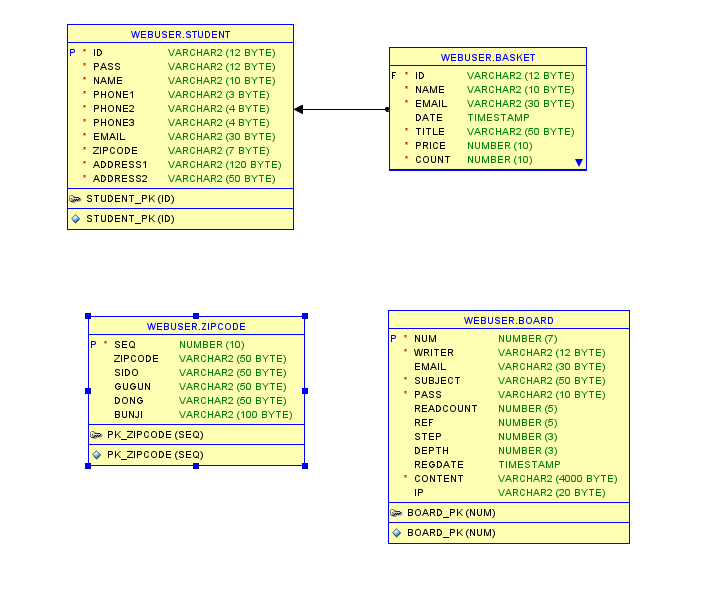 WEBUSER.STUDENT
P * ID VARCHAR2 (12 BYTE)
* PASS VARCHAR2 (12 BYTE)
* NAME VARCHAR2 (10 BYTE)
* PHONE1 VARCHAR2 (3 BYTE)
* PHONE2 VARCHAR2 (4 BYTE)
* PHONE3 VARCHAR2 (4 BYTE)
* EMAIL VARCHAR2 (30 BYTE)
* ZIPCODE VARCHAR2 (7 BYTE)
* ADDRESS1 VARCHAR2 (120 BYTE)
* ADDRESS2 VARCHAR2 (50 BYTE)
STUDENT_PK (ID)
STUDENT_PK (ID)
WEBUSER.BASKET
F * ID VARCHAR2 (12 BYTE)
* NAME VARCHAR2 (10 BYTE)
* EMAIL VARCHAR2 (30 BYTE)
DATE TIMESTAMP
* TITLE VARCHAR2 (50 BYTE)
* PRICE NUMBER (10)
* COUNT NUMBER (10)
WEBUSER.ZIPCODE
P * SEQ NUMBER (10)
ZIPCODE VARCHAR2 (50 BYTE)
SIDO VARCHAR2 (50 BYTE)
GUGUN VARCHAR2 (50 BYTE)
DONG VARCHAR2 (50 BYTE)
BUNJI VARCHAR2 (100 BYTE)
PK_ZIPCODE (SEQ)
PK_ZIPCODE (SEQ)
WEBUSER.BOARD
P * NUM NUMBER (7)
* WRITER VARCHAR2 (12 BYTE)
EMAIL VARCHAR2 (30 BYTE)
* SUBJECT VARCHAR2 (50 BYTE)
* PASS VARCHAR2 (10 BYTE)
READCOUNT NUMBER (5)
REF NUMBER (5)
STEP NUMBER (3)
DEPTH NUMBER (3)
REGDATE TIMESTAMP
* CONTENT VARCHAR2 (4000 BYTE)
IP VARCHAR2 (20 BYTE)
BOARD_PK (NUM)
BOARD_PK (NUM)